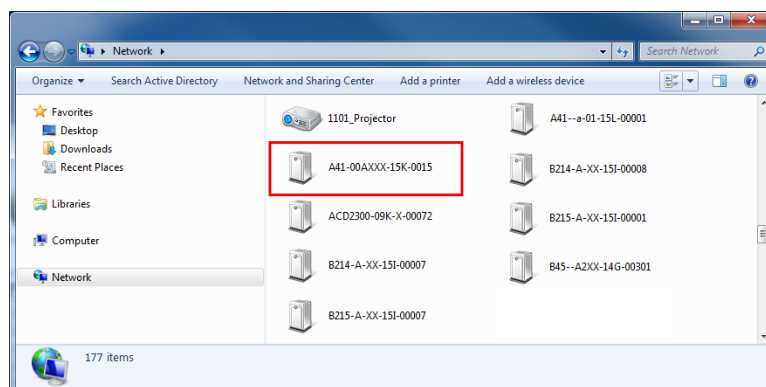 Network
Search Network
Organize
Search Active Directory
Network and Sharing Center
Add a printer
Add a wireless device
Favorites
Desktop
Downloads
Recent Places
Libraries
Computer
Network
1101_Projector
A41--a-01-15L-00001
A41-00AXXX-15K-0015
B214-A-XX-15I-00008
ACD2300-09K-X-00072
B215-A-XX-15I-00001
B214-A-XX-15I-00007
B45--A2XX-14G-00301
B215-A-XX-15I-00007
177 items